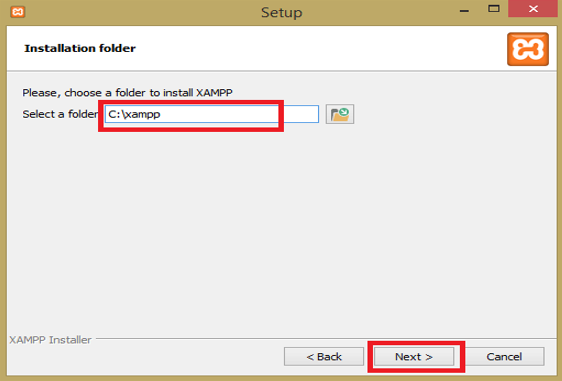 Setup
Installation folder
Please, choose a folder to install XAMPP
Select a folder C:\xampp
XAMPP Installer
< Back Next > Cancel